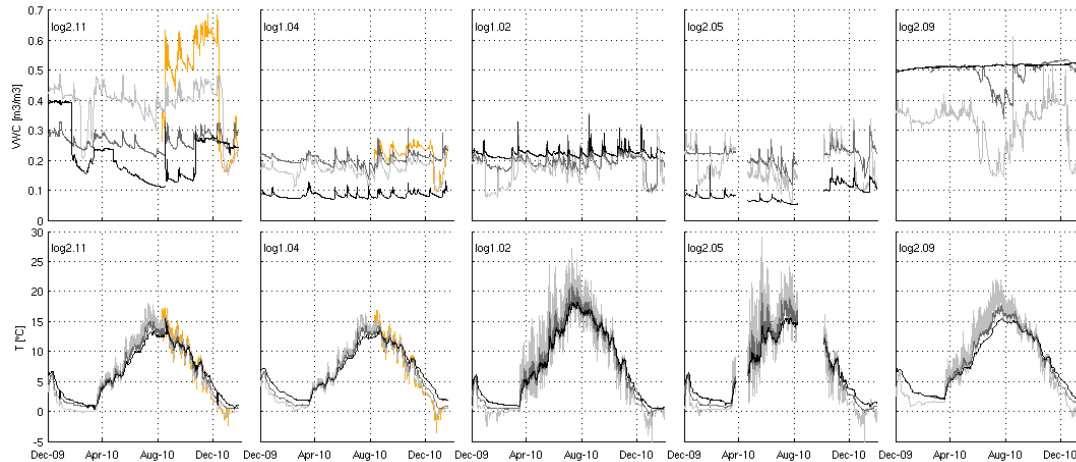 0.7
0.6
0.5
0.4
0.3
0.2
0.1
0
VWC [m3/m3]
log2.11
log1.04
log1.02
log2.05
log2.09
30
25
20
15
10
5
0
-5
T [°C]
log2.11
log1.04
log1.02
log2.05
log2.09
Dec-09 Apr-10 Aug-10 Dec-10 Dec-09 Apr-10 Aug-10 Dec-10 Dec-09 Apr-10 Aug-10 Dec-10 Dec-09 Apr-10 Aug-10 Dec-10 Dec-09 Apr-10 Aug-10 Dec-10